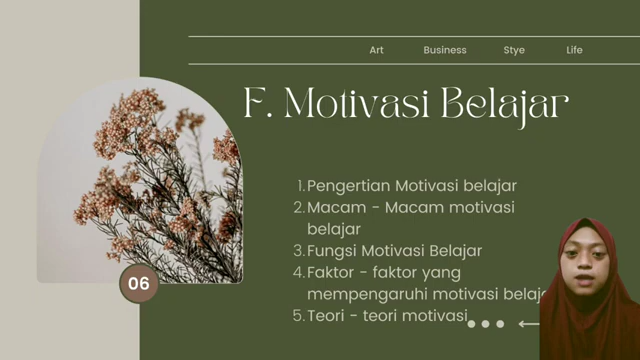 Art Business Stye Life
F. Motivasi Belajar
1. Pengertian Motivasi belajar
2. Macam - Macam motivasi
belajar
3. Fungsi Motivasi Belajar
4. Faktor - faktor yang
mempengaruhi motivasi belaj
5. Teori - teori motivasi
06